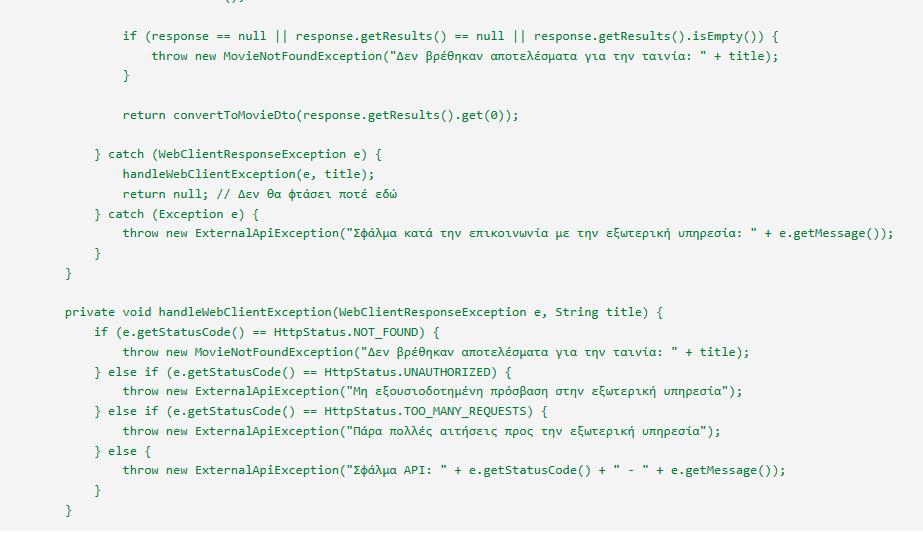 if (response == null || response.getResults() == null || response.getResults().isEmpty()) {
throw new MovieNotFoundException("Δεν βρέθηκαν αποτελέσματα για την ταινία: " + title);
}
return convertToMovieDto(response.getResults().get(0));
} catch (WebClientResponseException e) {
handleWebClientException(e, title);
return null; // Δεν θα φτάσει ποτέ εδώ
} catch (Exception e) {
throw new ExternalApiException("Σφάλμα κατά την επικοινωνία με την εξωτερική υπηρεσία: " + e.getMessage());
}
}
private void handleWebClientException(WebClientResponseException e, String title) {
if (e.getStatusCode() == HttpStatus.NOT_FOUND) {
throw new MovieNotFoundException("Δεν βρέθηκαν αποτελέσματα για την ταινία: " + title);
} else if (e.getStatusCode() == HttpStatus.UNAUTHORIZED) {
throw new ExternalApiException("Μη εξουσιοδοτημένη πρόσβαση στην εξωτερική υπηρεσία");
} else if (e.getStatusCode() == HttpStatus.TOO_MANY_REQUESTS) {
throw new ExternalApiException("Πάρα πολλές αιτήσεις προς την εξωτερική υπηρεσία");
} else {
throw new ExternalApiException("Σφάλμα API: " + e.getStatusCode() + " - " + e.getMessage());
}
}